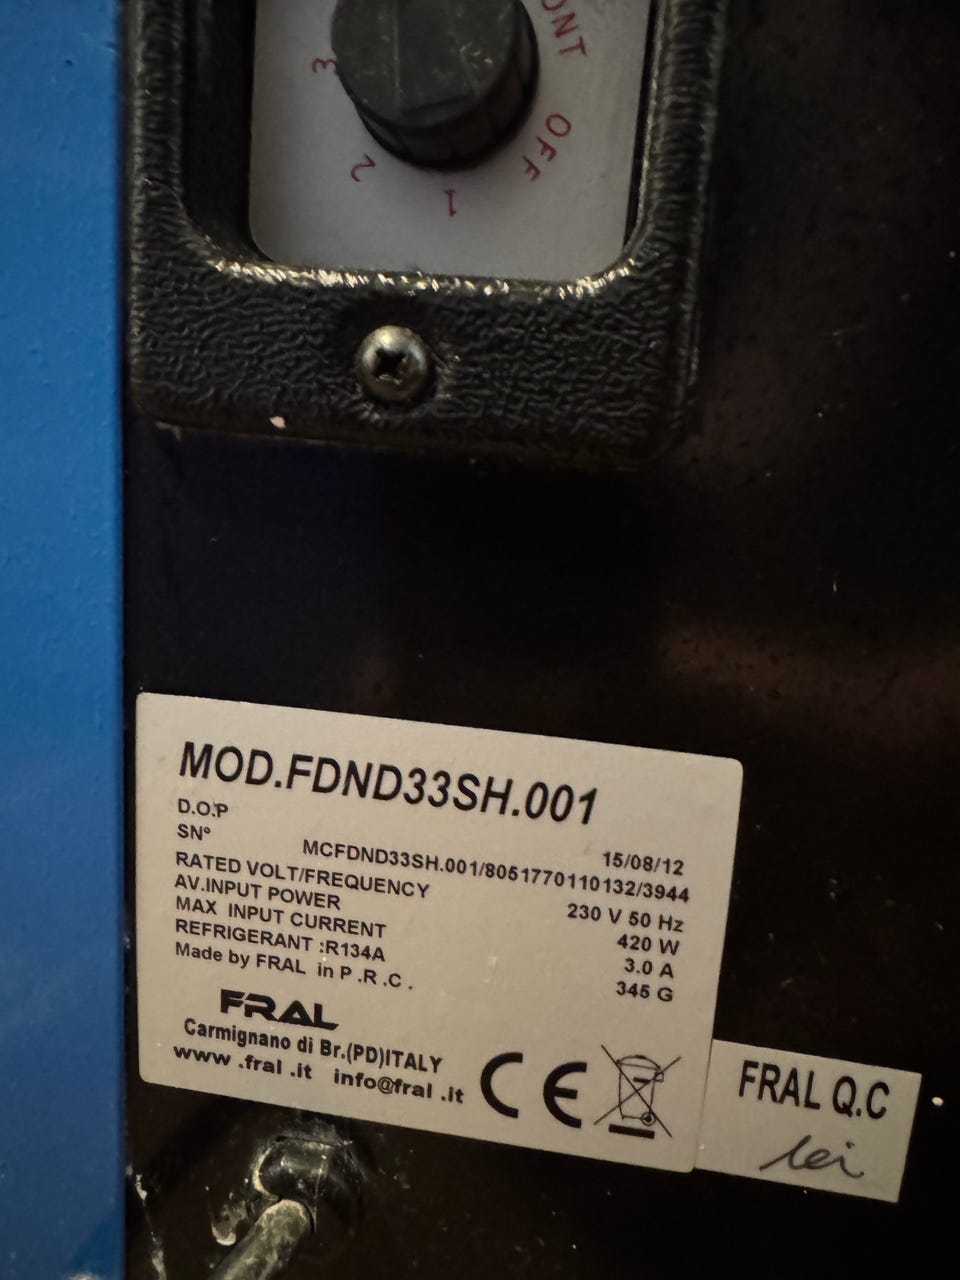 ONT
OFF
1
2
3
MOD.FDND33SH.001
D.O.P 15/08/12
SN° MCFDND33SH.001/8051770110132/3944
RATED VOLT/FREQUENCY 230 V 50 Hz
AV.INPUT POWER 420 W
MAX INPUT CURRENT 3.0 A
REFRIGERANT :R134A 345 G
Made by FRAL in P .R .C .
FRAL
Carmignano di Br.(PD)ITALY
www .fral .it info@fral .it
CE
FRAL Q.C
lei